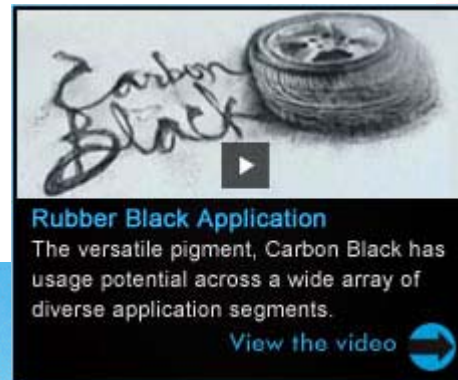 Carbon
Black
Rubber Black Application
The versatile pigment, Carbon Black has
usage potential across a wide array of
diverse application segments.
View the video